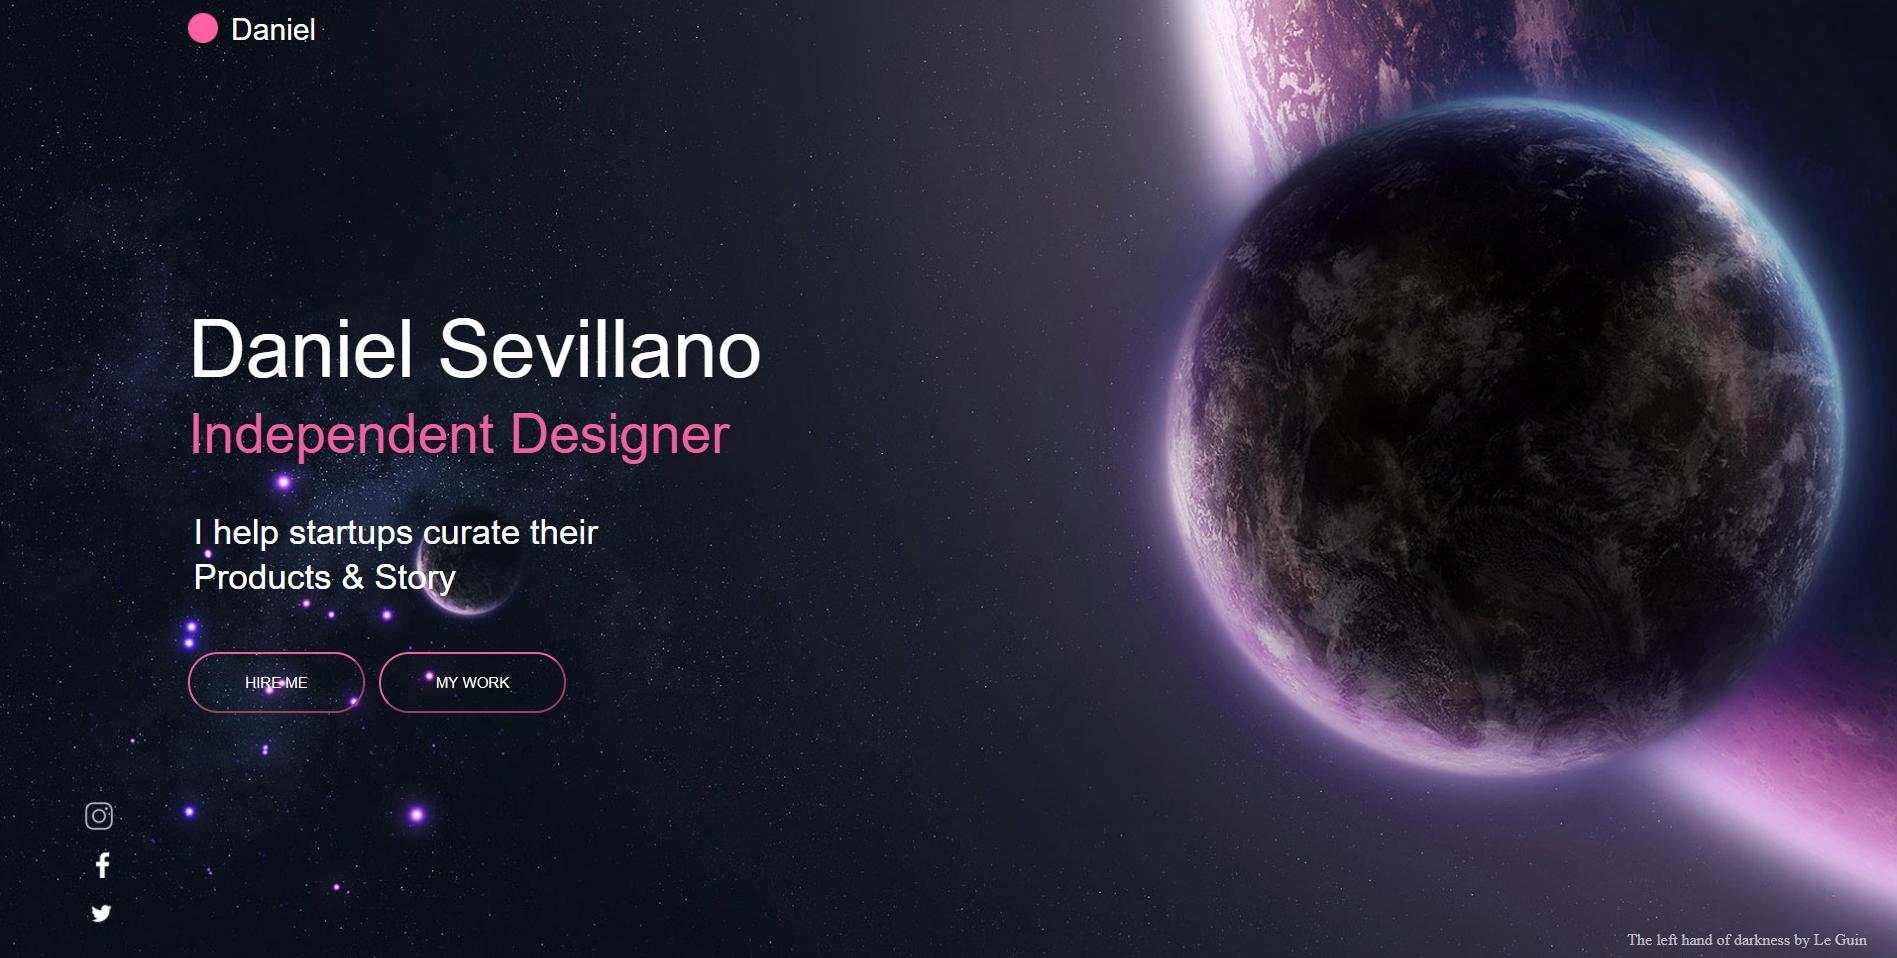 Daniel
Daniel Sevillano
Independent Designer
I help startups curate their
Products & Story
HIRE ME
MY WORK
The left hand of darkness by Le Guin